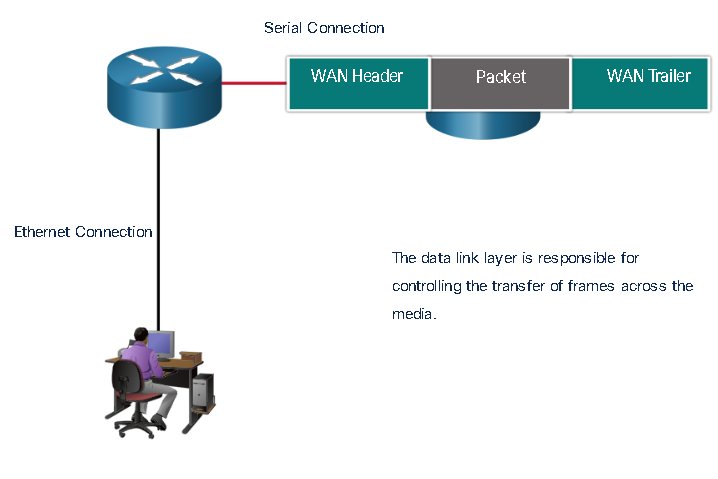 Serial Connection
WAN Header Packet WAN Trailer
Ethernet Connection
The data link layer is responsible for
controlling the transfer of frames across the
media.